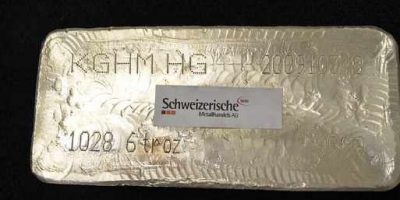 KGHM HG
Schweizerische
Metallhandels AG
1028 6 troz